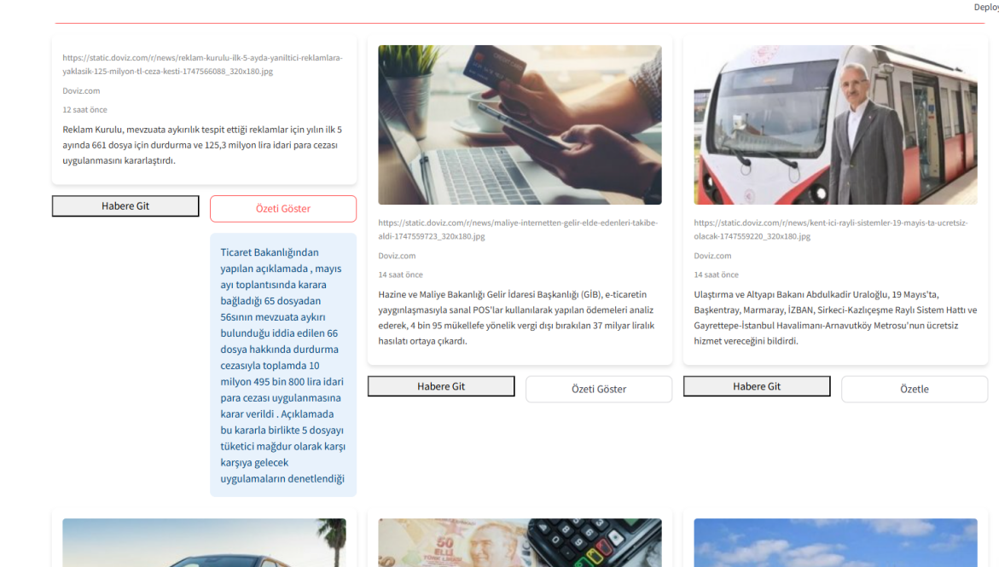 Deploy
https://static.doviz.com/r/news/reklam-kurulu-ilk-5-ayda-yaniltici-reklamlara-
yaklasik-125-milyon-tl-ceza-kesti-1747566088_320x180.jpg
Doviz.com
12 saat önce
Reklam Kurulu, mevzuata aykırılık tespit ettiği reklamlar için yılın ilk 5
ayında 661 dosya için durdurma ve 125,3 milyon lira idari para cezası
uygulanmasını kararlaştırdı.
Habere Git
Özeti Göster
Ticaret Bakanlığından
yapılan açıklamada , mayıs
ayı toplantısında karara
bağladığı 65 dosyadan
56sının mevzuata aykırı
bulunduğu iddia edilen 66
dosya hakkında durdurma
cezasıyla toplamda 10
milyon 495 bin 800 lira idari
para cezası uygulanmasına
karar verildi . Açıklamada
bu kararla birlikte 5 dosyayı
tüketici mağdur olarak karşı
karşıya gelecek
uygulamaların denetlendiği
CREDIT CARD
https://static.doviz.com/r/news/maliye-internetten-gelir-elde-edenleri-takibe-
aldi-1747559723_320x180.jpg
Doviz.com
14 saat önce
Hazine ve Maliye Bakanlığı Gelir İdaresi Başkanlığı (GİB), e-ticaretin
yaygınlaşmasıyla sanal POS'lar kullanılarak yapılan ödemeleri analiz
ederek, 4 bin 95 mükellefe yönelik vergi dışı bırakılan 37 milyar liralık
hasılatı ortaya çıkardı.
Habere Git
Özeti Göster
https://static.doviz.com/r/news/kent-ici-rayli-sistemler-19-mayis-ta-ucretsiz-
olacak-1747559220_320x180.jpg
Doviz.com
14 saat önce
Ulaştırma ve Altyapı Bakanı Abdulkadir Uraloğlu, 19 Mayıs'ta,
Başkentray, Marmaray, İZBAN, Sirkeci-Kazlıçeşme Raylı Sistem Hattı ve
Gayrettepe-İstanbul Havalimanı-Arnavutköy Metrosu'nun ücretsiz
hizmet vereceğini bildirdi.
Habere Git
Özetle
50
ELLİ
TÜRK LİRASI